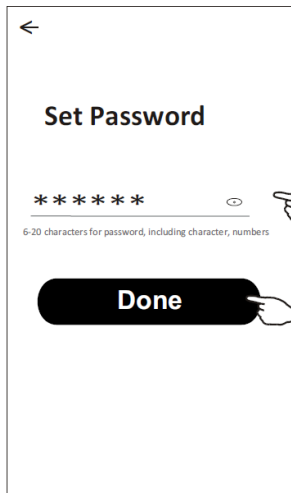 Set Password
******
6-20 characters for password, including character, numbers
Done